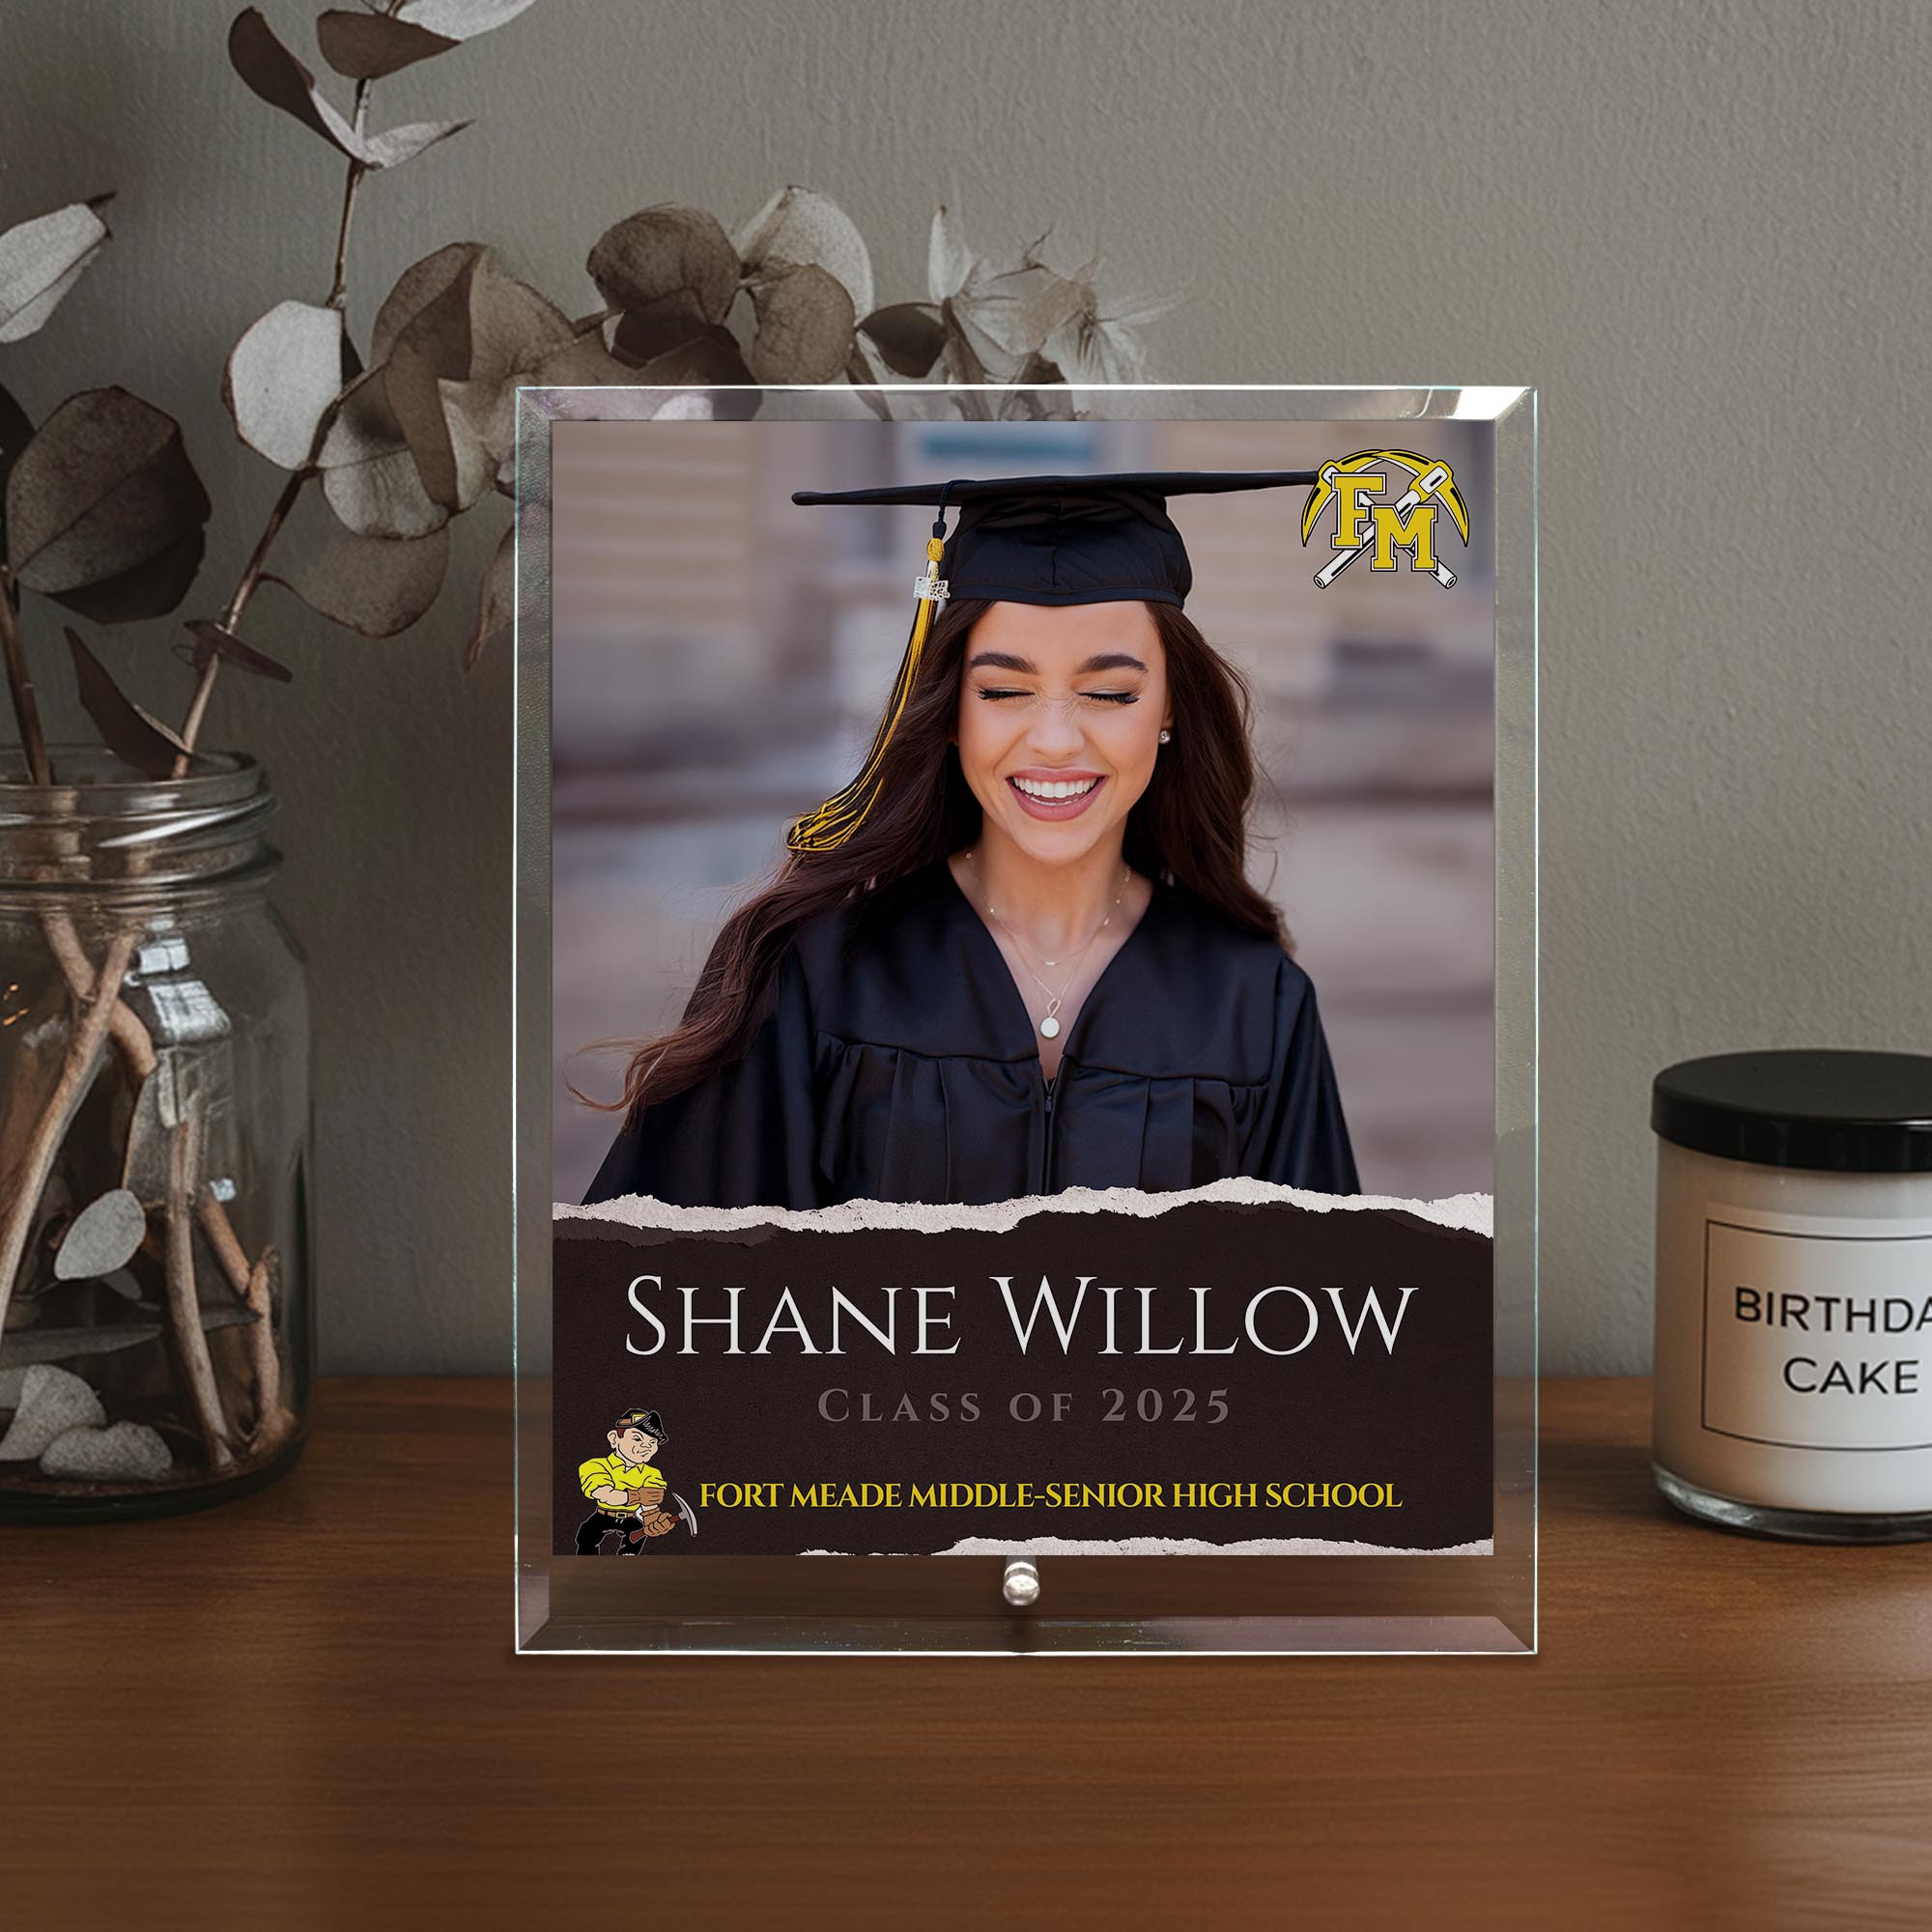 FM
SHANE WILLOW
CLASS OF 2025
FORT MEADE MIDDLE-SENIOR HIGH SCHOOL
BIRTHDA
CAKE